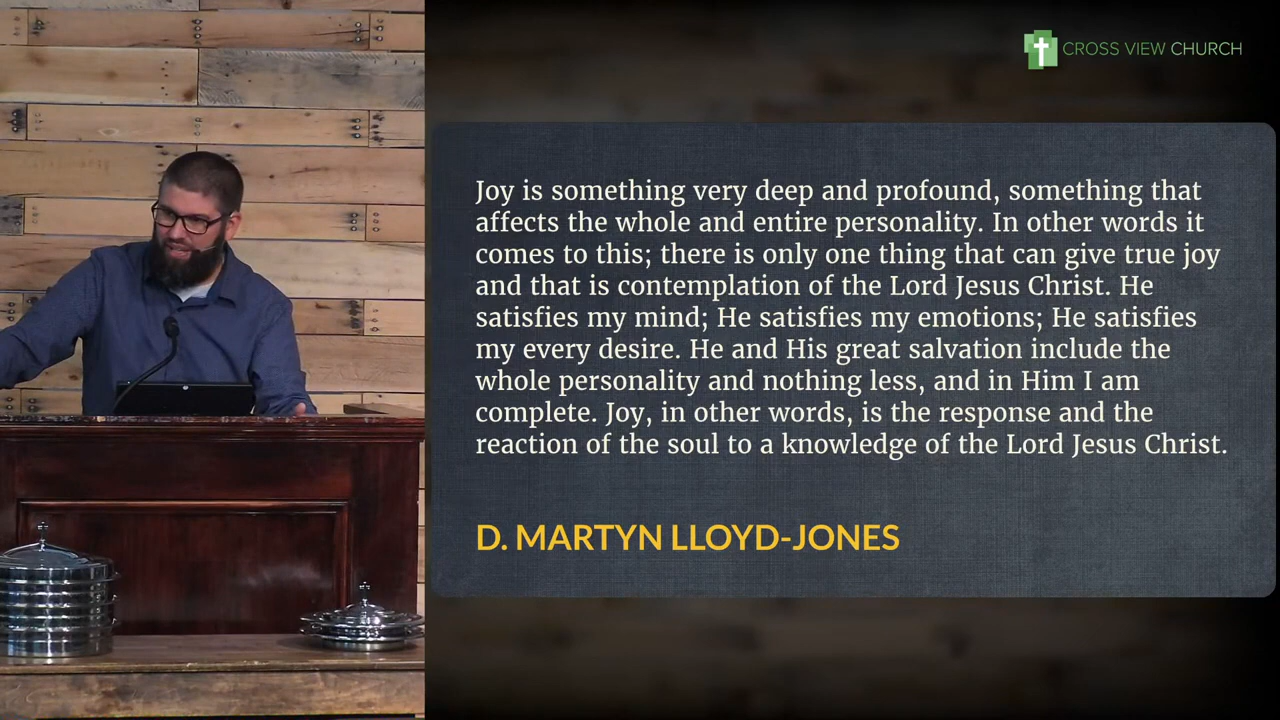 CROSS VIEW CHURCH
Joy is something very deep and profound, something that
affects the whole and entire personality. In other words it
comes to this; there is only one thing that can give true joy
and that is contemplation of the Lord Jesus Christ. He
satisfies my mind; He satisfies my emotions; He satisfies
my every desire. He and His great salvation include the
whole personality and nothing less, and in Him I am
complete. Joy, in other words, is the response and the
reaction of the soul to a knowledge of the Lord Jesus Christ.
D. MARTYN LLOYD-JONES